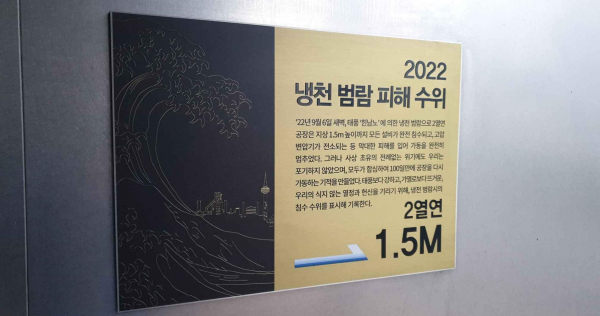 2022
냉천 범람 피해 수위
'22년 9월 6일 새벽, 태풍 '힌남노'에 의한 냉천 범람으로 2열연
공장은 지상 1.5m 높이까지 모든 설비가 완전 침수되고, 고압
변압기가 전소되는 등 막대한 피해를 입어 가동을 완전히
멈추었다. 그러나 사상 초유의 전례없는 위기에도 우리는
포기하지 않았으며, 모두가 합심하여 100일만에 공장을 다시
가동하는 기적을 만들었다. 태풍보다 강하고, 가열로보다 뜨거운,
우리의 식지 않는 열정과 헌신을 기리기 위해, 냉천 범람시의
침수 수위를 표시해 기록한다.
2열연
1.5M